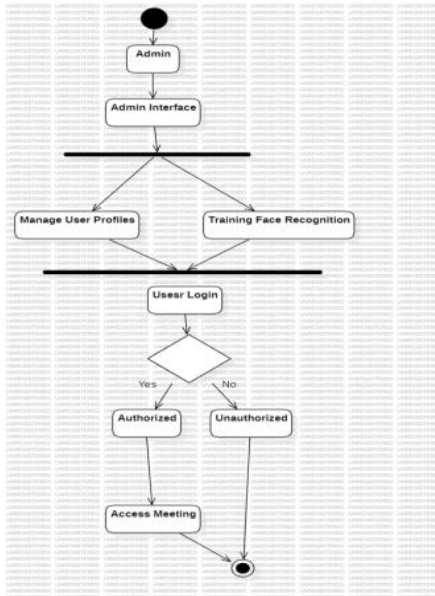 Admin
Admin Interface
Manage User Profiles
Training Face Recognition
Usesr Login
Yes
No
Authorized
Unauthorized
Access Meeting